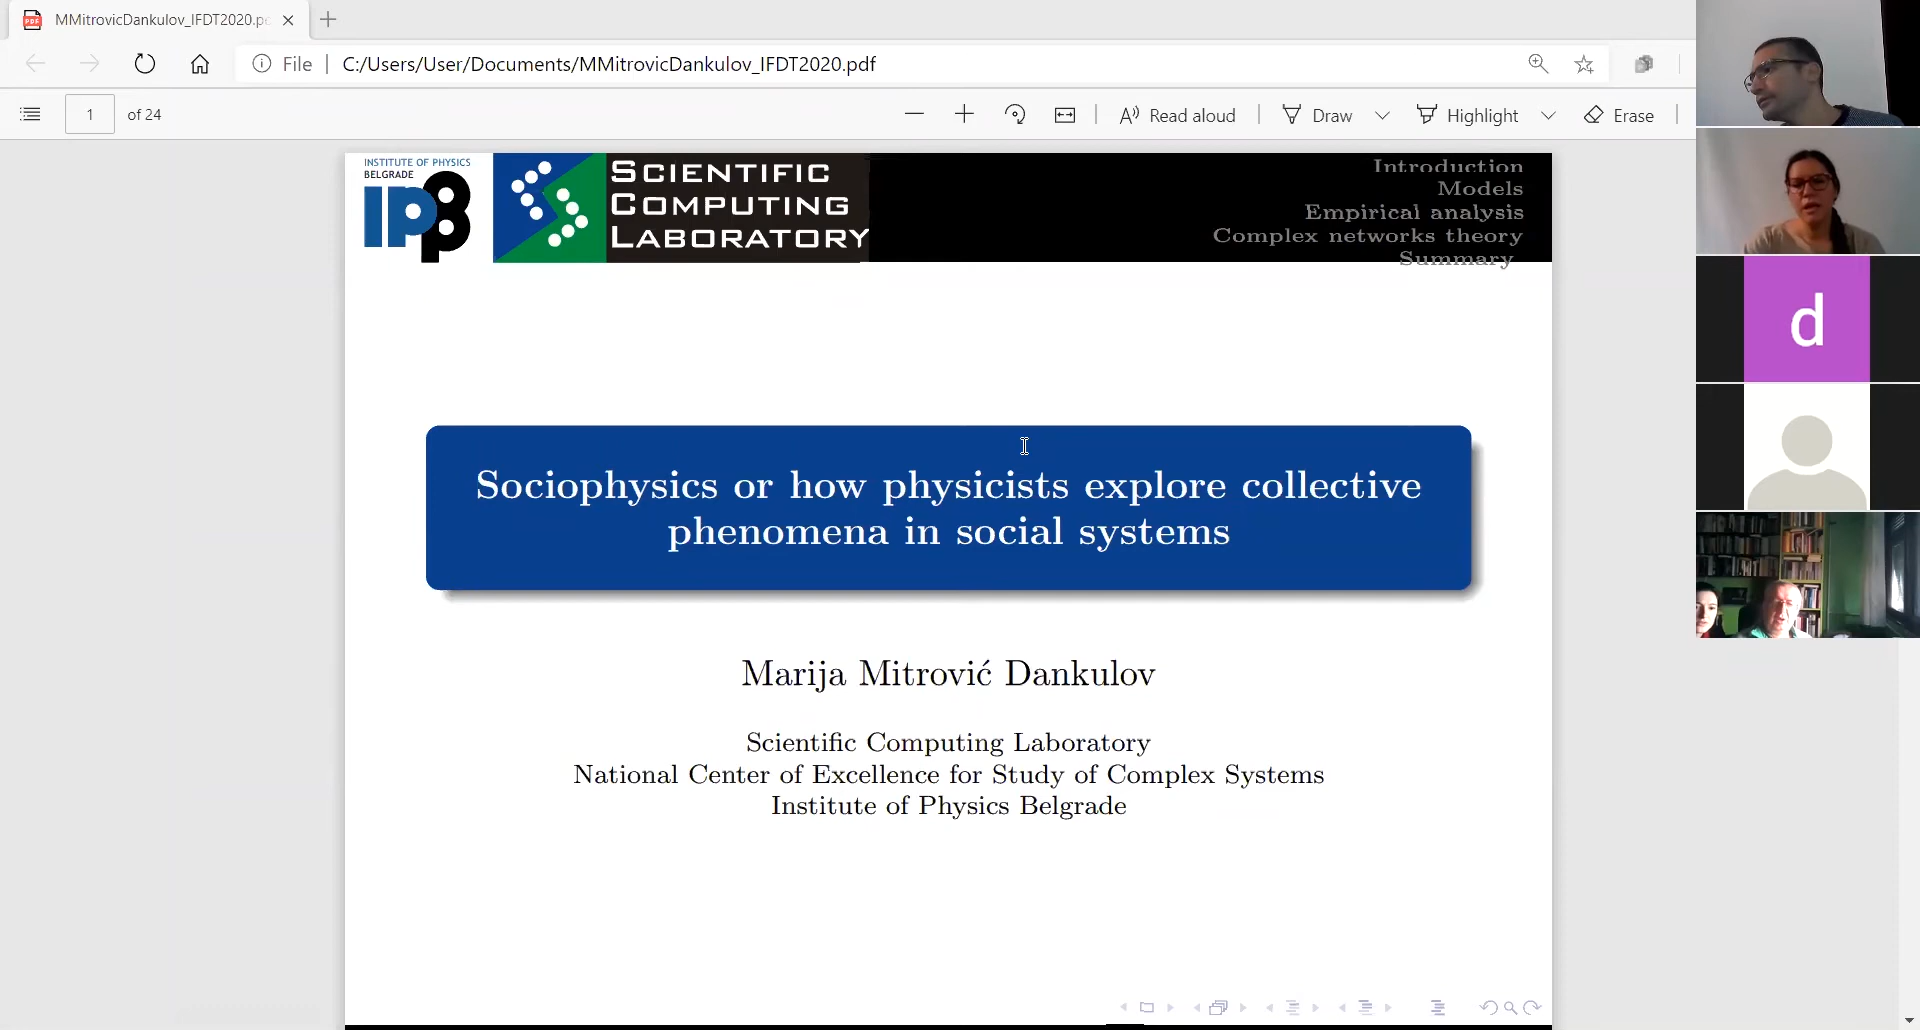 MMitrovicDankulov_IFDT2020.p
File
C:/Users/User/Documents/MMitrovicDankulov_IFDT2020.pdf
1 of 24
Read aloud
Draw
Highlight
Erase
INSTITUTE OF PHYSICS
BELGRADE
SCIENTIFIC
COMPUTING
LABORATORY
Introduction
Models
Empirical analysis
Complex networks theory
Summary
d
Sociophysics or how physicists explore collective
phenomena in social systems
Marija Mitrović Dankulov
Scientific Computing Laboratory
National Center of Excellence for Study of Complex Systems
Institute of Physics Belgrade